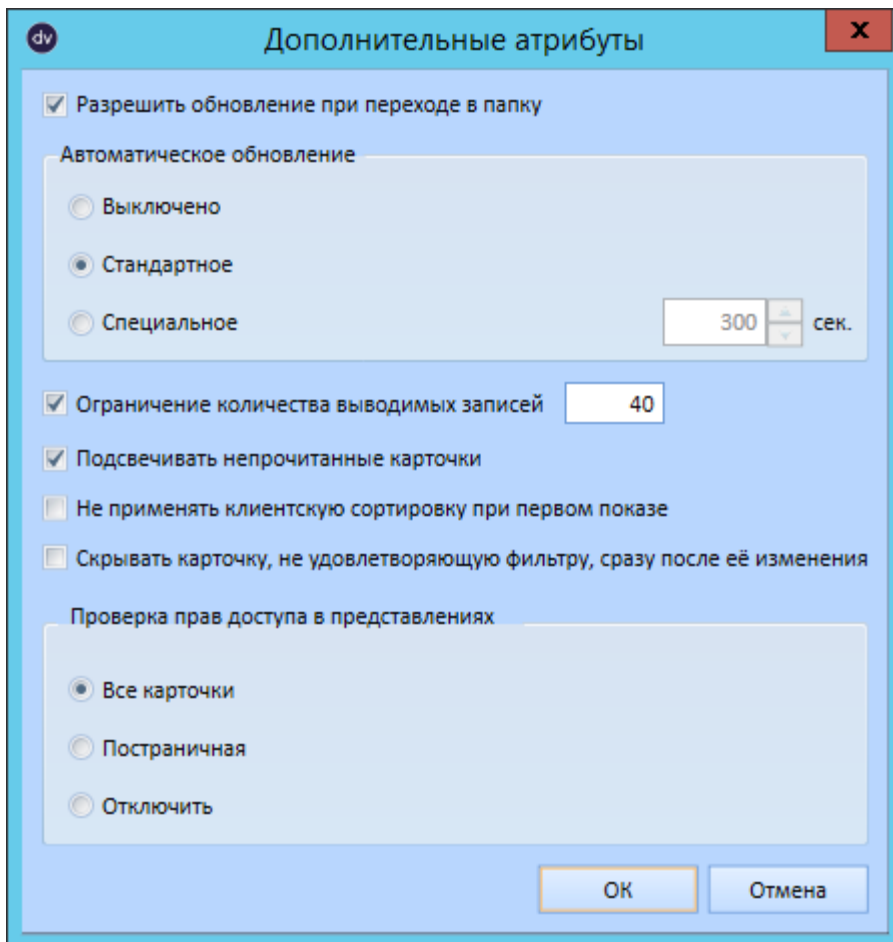 dv
Дополнительные атрибуты
x
Разрешить обновление при переходе в папку
Автоматическое обновление
Выключено
Стандартное
Специальное 300 сек.
Ограничение количества выводимых записей 40
Подсвечивать непрочитанные карточки
Не применять клиентскую сортировку при первом показе
Скрывать карточку, не удовлетворяющую фильтру, сразу после её изменения
Проверка прав доступа в представлениях
Все карточки
Постраничная
Отключить
ОК Отмена